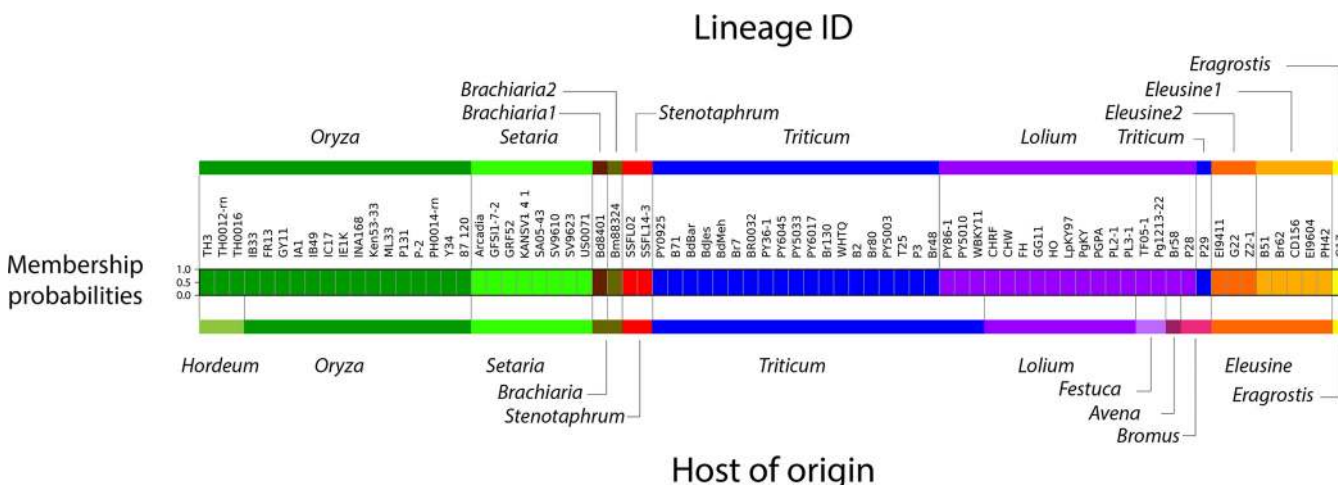 Lineage ID
Eragrostis
Brachiaria2
Eleusine1
Brachiaria1
Stenotaphrum
Eleusine2
Oryza
Setaria
Triticum
Lolium
Triticum
TH3
TH0012-rn
TH0016
IB33
FR13
GY11
IA1
IB49
IC17
IE1K
INA168
Ken53-33
ML33
P131
P-2
PH0014-rn
Y34
87_120
Arcadia
GFSI1-7-2
GRF52
KANSV1_4_1
SA05-43
SV9610
SV9623
US0071
Bd8401
Bm88324
SSFL02
SSFL14-3
PY0925
B71
BdBar
BdJes
BdMeh
Br7
BR0032
PY36-1
PY6045
PY5033
PY6017
Br130
WHTQ
B2
Br80
PY5003
T25
P3
Br48
PY86-1
PY5010
WBKY11
CHRF
CHW
FH
GG11
HO
LpKY97
PgKY
PGPA
PL2-1
PL3-1
TF05-1
Pg1213-22
Br58
P28
P29
EI9411
G22
Z2-1
B51
Br62
CD156
EI9604
PH42
Membership
probabilities
1.0
0.5
0.0
Hordeum
Oryza
Setaria
Triticum
Lolium
Eleusine
Brachiaria
Festuca
Eragrostis
Stenotaphrum
Avena
Bromus
Host of origin